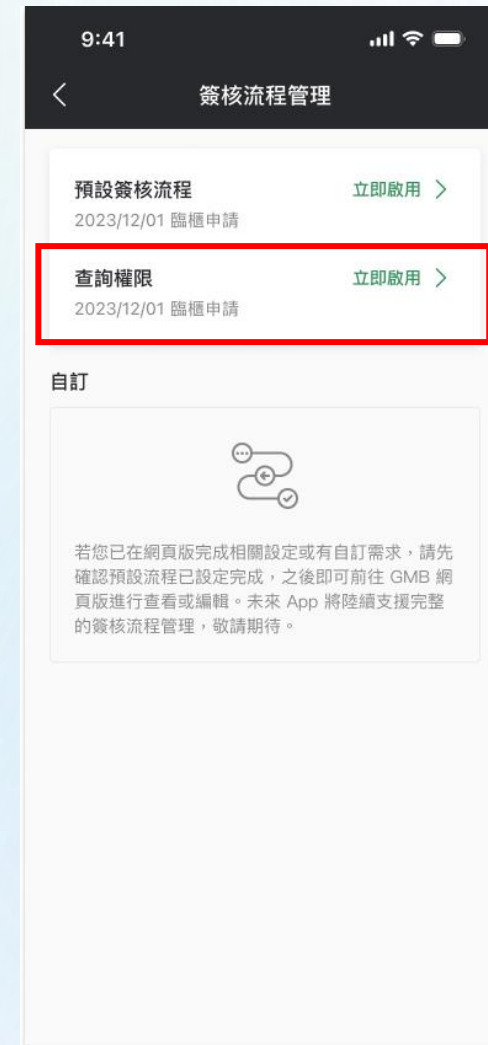 9:41
簽核流程管理
預設簽核流程 立即啟用
2023/12/01 臨櫃申請
查詢權限 立即啟用
2023/12/01 臨櫃申請
自訂
若您已在網頁版完成相關設定或有自訂需求，請先
確認預設流程已設定完成，之後即可前往 GMB 網
頁版進行查看或編輯。未來 App 將陸續支援完整
的簽核流程管理，敬請期待。